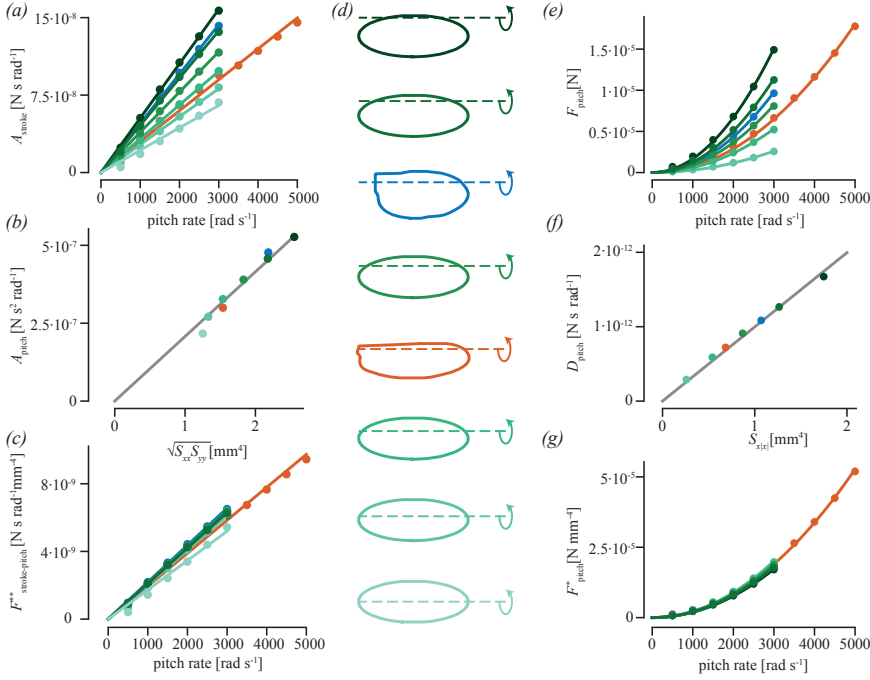 (a)
A_stroke [N s rad⁻¹]
15·10⁻⁸
7.5·10⁻⁸
0
0 1000 2000 3000 4000 5000
pitch rate [rad s⁻¹]
(b)
A_pitch [N s² rad⁻¹]
5·10⁻⁷
2.5·10⁻⁷
0
0 1 2
√S_xx S_yy [mm⁴]
(c)
F**_stroke-pitch [N s rad⁻¹mm⁻⁴]
8·10⁻⁹
4·10⁻⁹
0
0 1000 2000 3000 4000 5000
pitch rate [rad s⁻¹]
(d)
(e)
F_pitch [N]
1.5·10⁻⁵
1·10⁻⁵
0.5·10⁻⁵
0
0 1000 2000 3000 4000 5000
pitch rate [rad s⁻¹]
(f)
D_pitch [N s rad⁻¹]
2·10⁻¹²
1·10⁻¹²
0
0 1 2
S_x|x| mm⁴]
(g)
F*_pitch [N mm⁻⁴]
5·10⁻⁵
2.5·10⁻⁵
0
0 1000 2000 3000 4000 5000
pitch rate [rad s⁻¹]